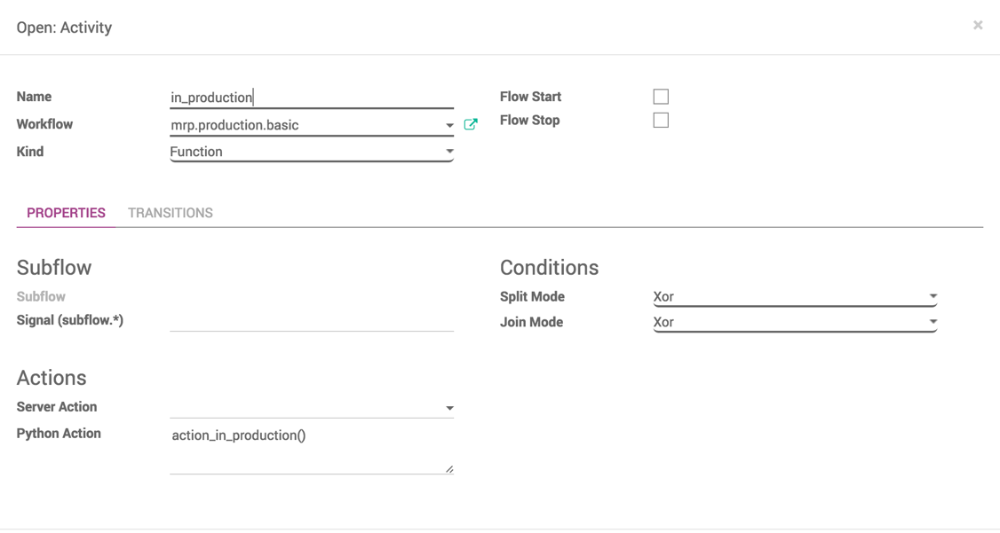 Open: Activity
×
Name
in_production
Flow Start
Workflow
mrp.production.basic
Flow Stop
Kind
Function
PROPERTIES
TRANSITIONS
Subflow
Conditions
Subflow
Split Mode
Xor
Signal (subflow.*)
Join Mode
Xor
Actions
Server Action
Python Action
action_in_production()